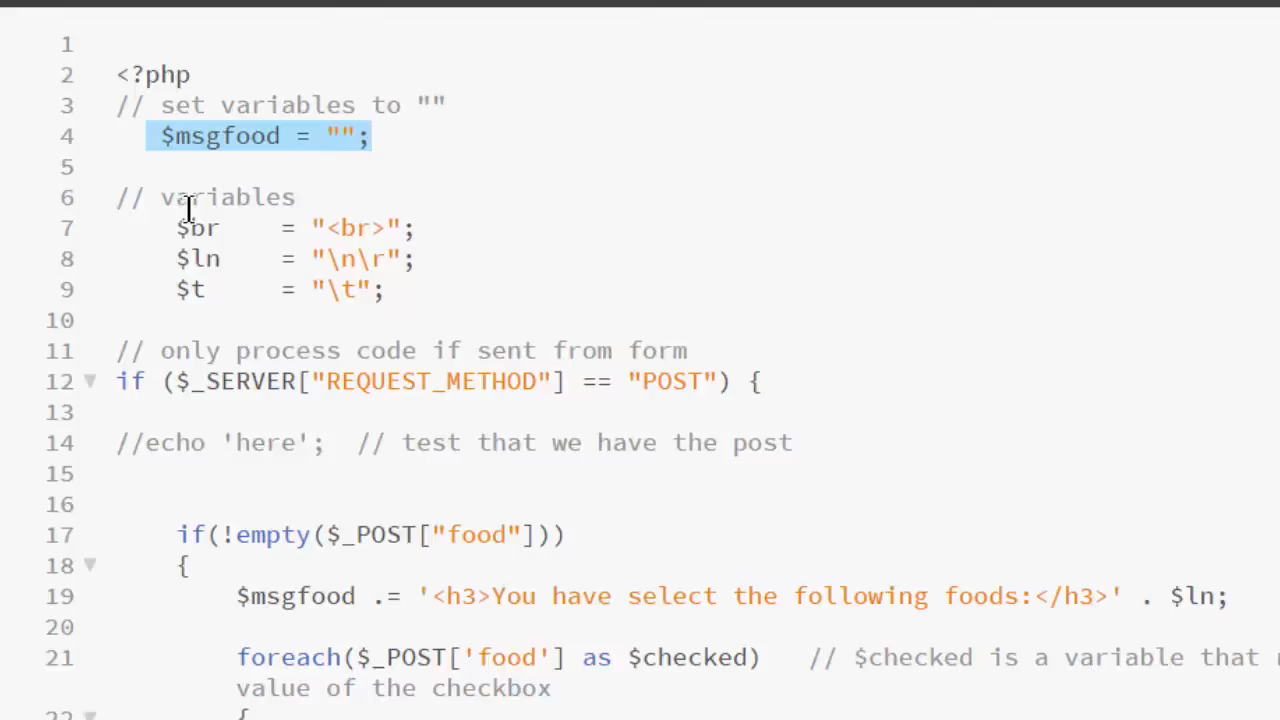 1
2 <?php
3 // set variables to ""
4 $msgfood = "";
5
6 // variables
7 $br = "<br>";
8 $ln = "\n\r";
9 $t = "\t";
10
11 // only process code if sent from form
12 if ($_SERVER["REQUEST_METHOD"] == "POST") {
13
14 //echo 'here'; // test that we have the post
15
16
17 if(!empty($_POST["food"]))
18 {
19 $msgfood .= '<h3>You have select the following foods:</h3>' . $ln;
20
21 foreach($_POST['food'] as $checked) // $checked is a variable that
value of the checkbox
22 {